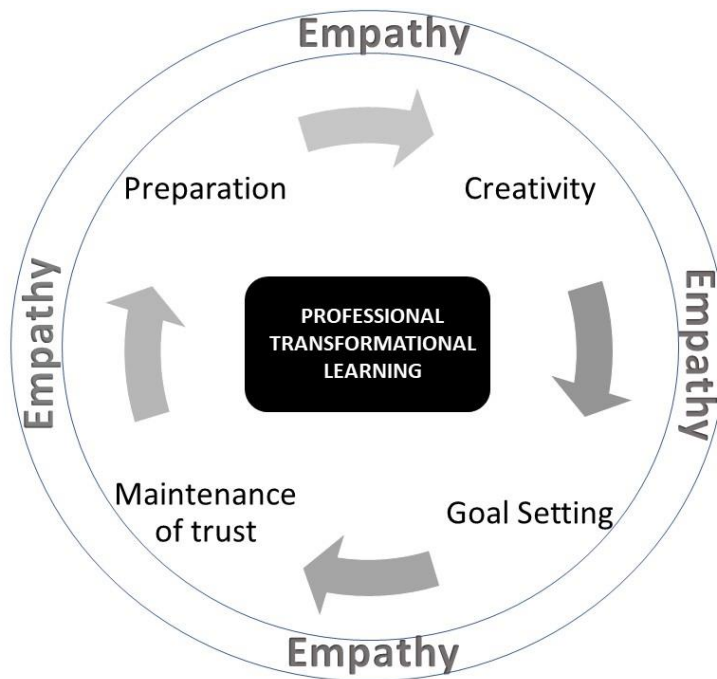 Empathy
Preparation
Creativity
Empathy
PROFESSIONAL
TRANSFORMATIONAL
LEARNING
Empathy
Maintenance
of trust
Goal Setting
Empathy